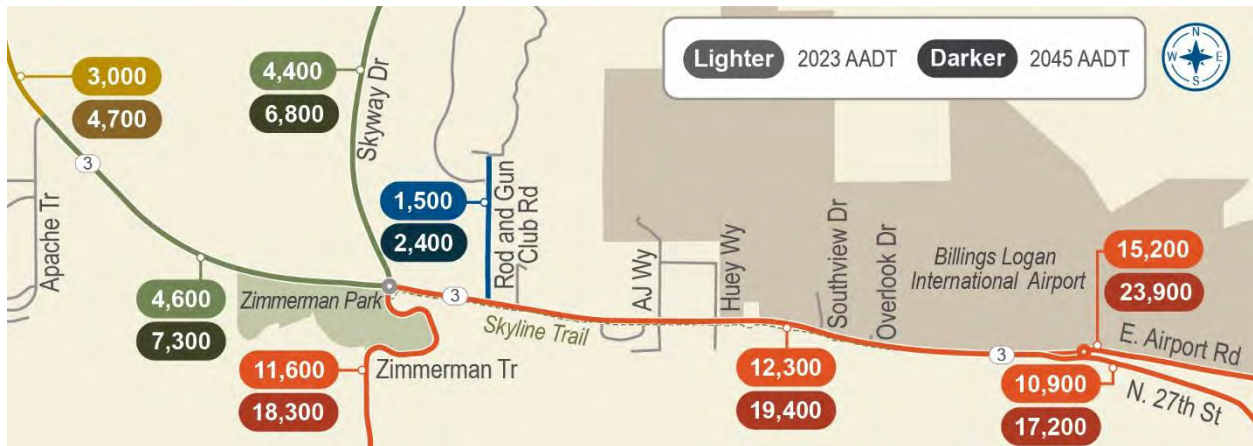 Lighter 2023 AADT Darker 2045 AADT
N
W E
S
3,000
4,700
4,400
6,800
Skyway Dr
3
Apache Tr
1,500
2,400
Rod and Gun
Club Rd
4,600
7,300
Zimmerman Park
3
Skyline Trail
AJ Wy
Huey Wy
Southview Dr
Overlook Dr
Billings Logan
International Airport
15,200
23,900
E. Airport Rd
3
11,600
18,300
Zimmerman Tr
12,300
19,400
10,900
17,200
N. 27th St